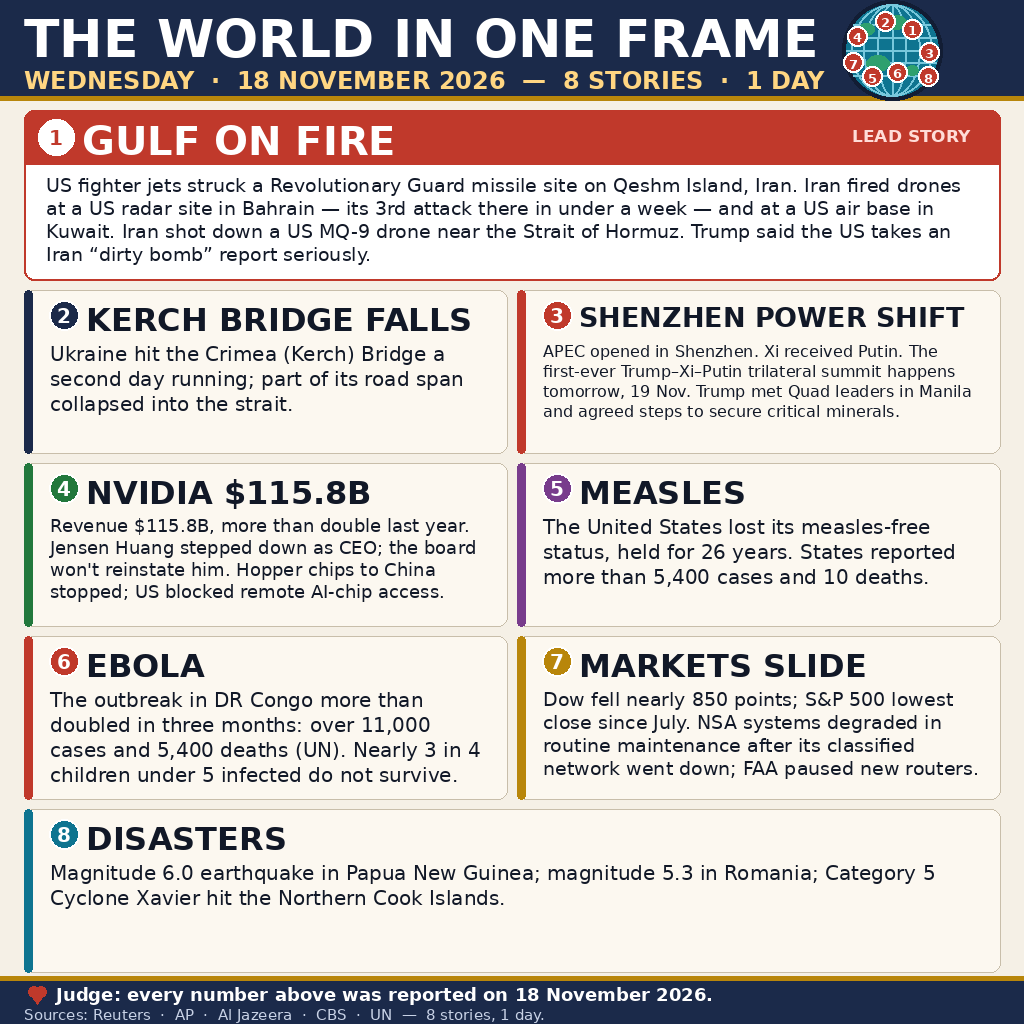 THE WORLD IN ONE FRAME
WEDNESDAY · 18 NOVEMBER 2026 — 8 STORIES · 1 DAY
2
4
1
3
7
5
6
8
1 GULF ON FIRE
LEAD STORY
US fighter jets struck a Revolutionary Guard missile site on Qeshm Island, Iran. Iran fired drones
at a US radar site in Bahrain — its 3rd attack there in under a week — and at a US air base in
Kuwait. Iran shot down a US MQ-9 drone near the Strait of Hormuz. Trump said the US takes an
Iran “dirty bomb” report seriously.
2 KERCH BRIDGE FALLS
Ukraine hit the Crimea (Kerch) Bridge a
second day running; part of its road span
collapsed into the strait.
3 SHENZHEN POWER SHIFT
APEC opened in Shenzhen. Xi received Putin. The
first-ever Trump–Xi–Putin trilateral summit happens
tomorrow, 19 Nov. Trump met Quad leaders in Manila
and agreed steps to secure critical minerals.
4 NVIDIA $115.8B
Revenue $115.8B, more than double last year.
Jensen Huang stepped down as CEO; the board
won't reinstate him. Hopper chips to China
stopped; US blocked remote AI-chip access.
5 MEASLES
The United States lost its measles-free
status, held for 26 years. States reported
more than 5,400 cases and 10 deaths.
6 EBOLA
The outbreak in DR Congo more than
doubled in three months: over 11,000
cases and 5,400 deaths (UN). Nearly 3 in 4
children under 5 infected do not survive.
7 MARKETS SLIDE
Dow fell nearly 850 points; S&P 500 lowest
close since July. NSA systems degraded in
routine maintenance after its classified
network went down; FAA paused new routers.
8 DISASTERS
Magnitude 6.0 earthquake in Papua New Guinea; magnitude 5.3 in Romania; Category 5
Cyclone Xavier hit the Northern Cook Islands.
Judge: every number above was reported on 18 November 2026.
Sources: Reuters · AP · Al Jazeera · CBS · UN — 8 stories, 1 day.